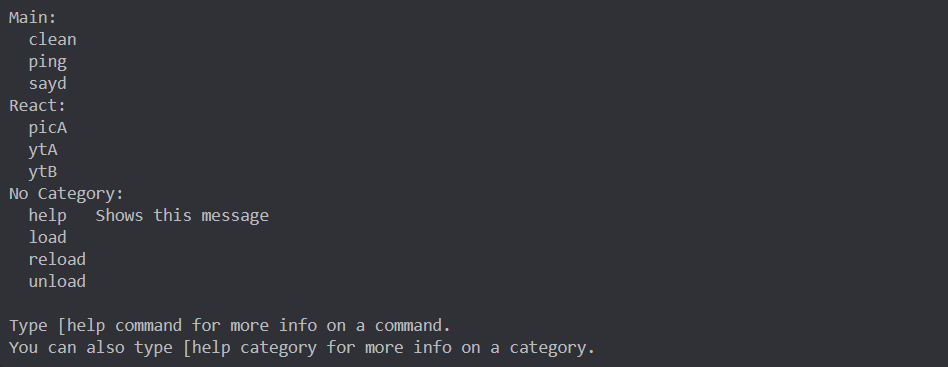 Main:
  clean
  ping
  sayd
React:
  picA
  ytA
  ytB
No Category:
  help   Shows this message
  load
  reload
  unload

Type [help command for more info on a command.
You can also type [help category for more info on a category.